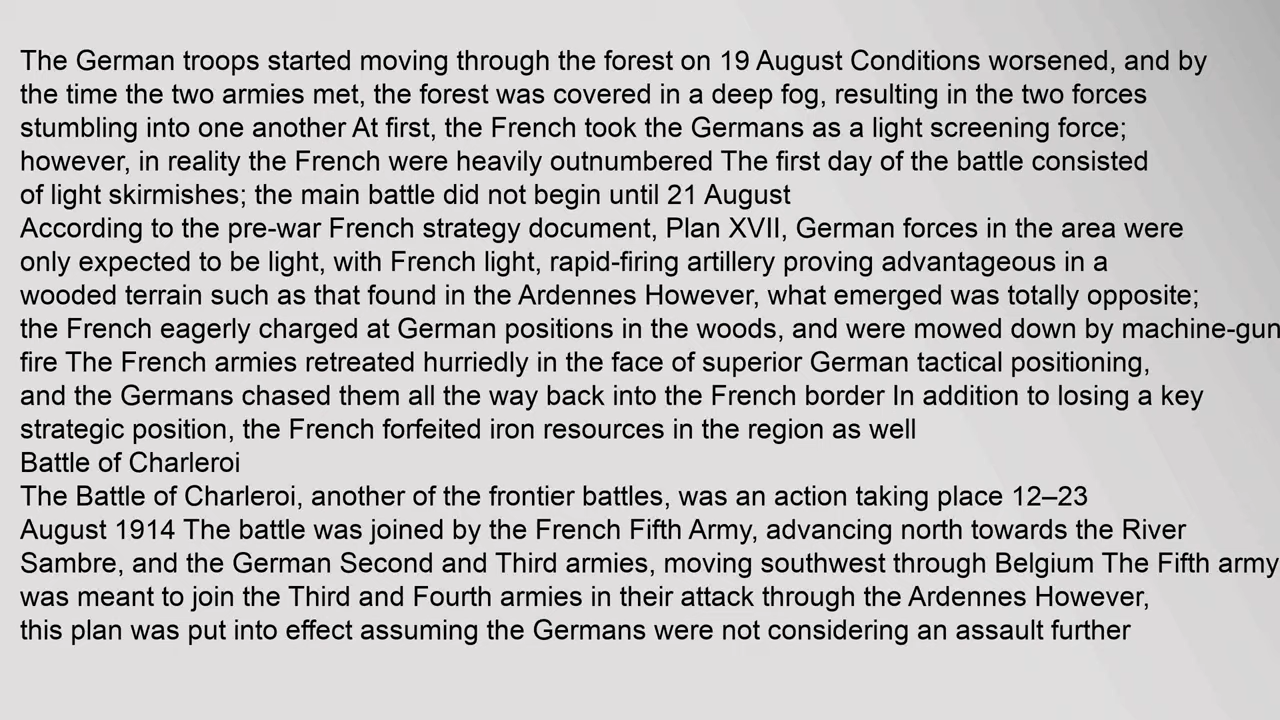 The German troops started moving through the forest on 19 August Conditions worsened, and by
the time the two armies met, the forest was covered in a deep fog, resulting in the two forces
stumbling into one another At first, the French took the Germans as a light screening force;
however, in reality the French were heavily outnumbered The first day of the battle consisted
of light skirmishes; the main battle did not begin until 21 August
According to the pre-war French strategy document, Plan XVII, German forces in the area were
only expected to be light, with French light, rapid-firing artillery proving advantageous in a
wooded terrain such as that found in the Ardennes However, what emerged was totally opposite;
the French eagerly charged at German positions in the woods, and were mowed down by machine-gun
fire The French armies retreated hurriedly in the face of superior German tactical positioning,
and the Germans chased them all the way back into the French border In addition to losing a key
strategic position, the French forfeited iron resources in the region as well
Battle of Charleroi
The Battle of Charleroi, another of the frontier battles, was an action taking place 12–23
August 1914 The battle was joined by the French Fifth Army, advancing north towards the River
Sambre, and the German Second and Third armies, moving southwest through Belgium The Fifth army
was meant to join the Third and Fourth armies in their attack through the Ardennes However,
this plan was put into effect assuming the Germans were not considering an assault further